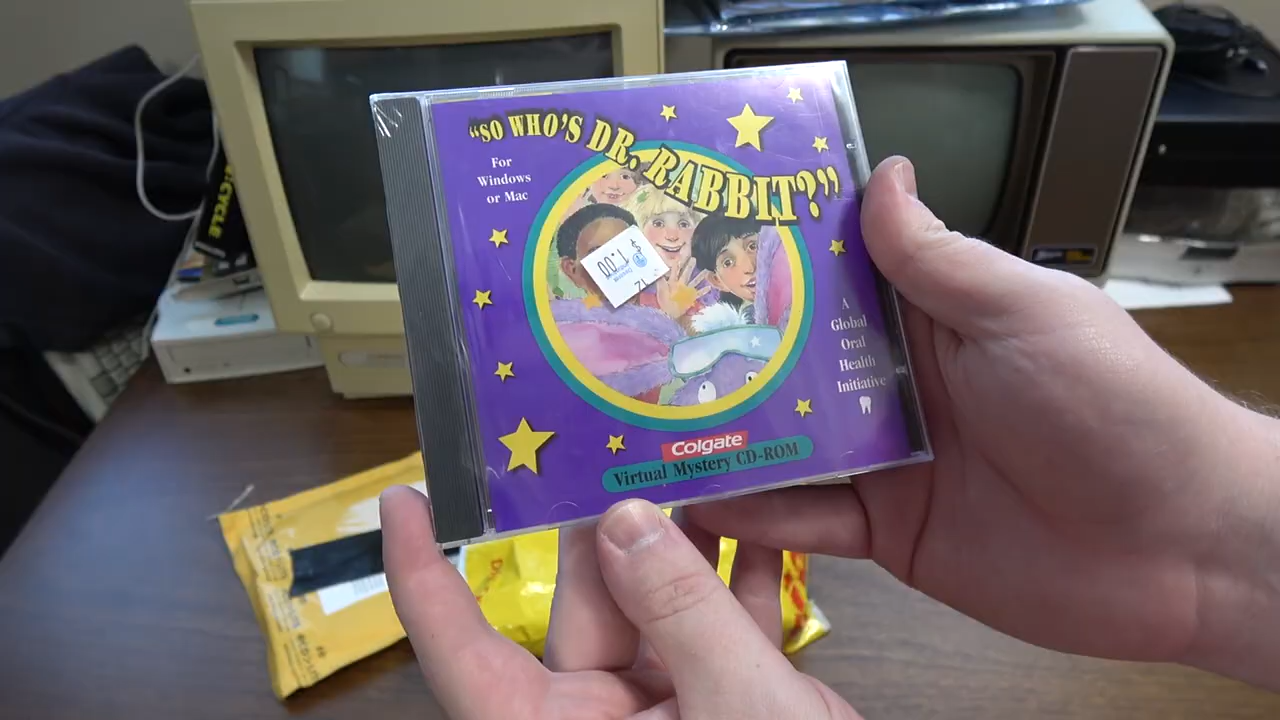 "SO WHO'S DR. RABBIT?"
For
Windows
or Mac
$1.00
A
Global
Oral
Health
Initiative
Colgate
Virtual Mystery CD-ROM